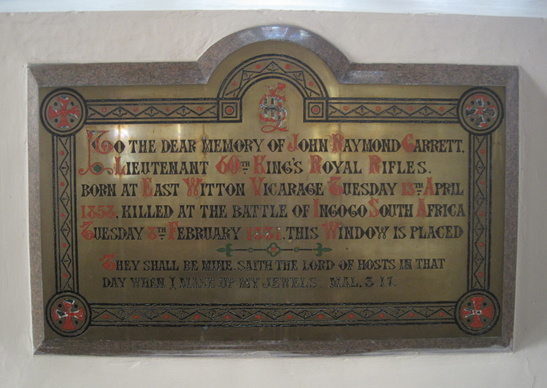 TO THE DEAR MEMORY OF JOHN RAYMOND GARRETT.
LIEUTENANT 60TH KING'S ROYAL RIFLES.
BORN AT EAST WITTON VICARAGE TUESDAY 13TH APRIL
1858. KILLED AT THE BATTLE OF INGOGO SOUTH AFRICA
TUESDAY 8TH FEBRUARY 1881. THIS WINDOW IS PLACED
THEY SHALL BE MINE. SAITH THE LORD OF HOSTS IN THAT
DAY WHEN I MAKE UP MY JEWELS. MAL. 3. 17.